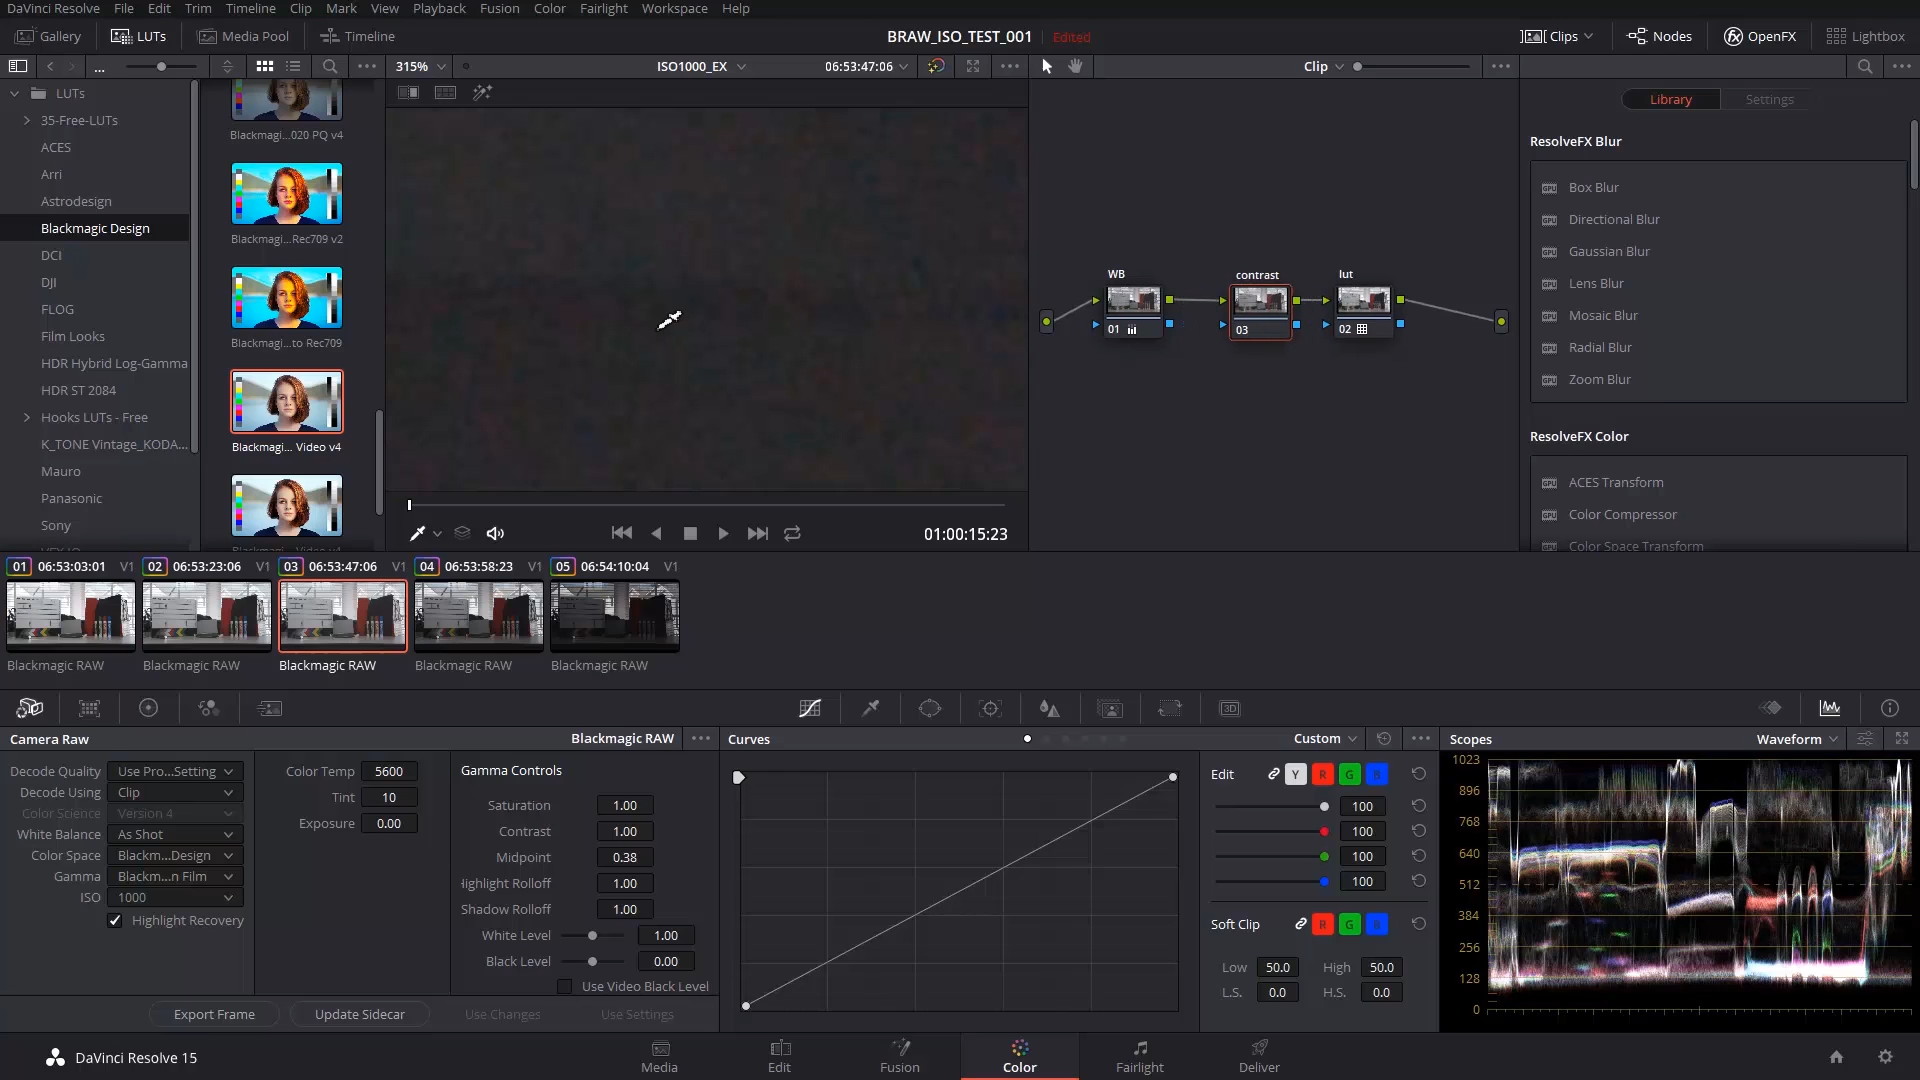 DaVinci Resolve File Edit Trim Timeline Clip Mark View Playback Fusion Color Fairlight Workspace Help
Gallery LUTs Media Pool Timeline BRAW_ISO_TEST_001 Edited Clips Nodes OpenFX Lightbox
... 315% ISO1000_EX 06:53:47:06 Clip
LUTs
35-Free-LUTs
ACES
Arri
Astrodesign
Blackmagic Design
DCI
DJI
FLOG
Film Looks
HDR Hybrid Log-Gamma
HDR ST 2084
Hooks LUTs - Free
K_TONE Vintage_KODA...
Mauro
Panasonic
Sony
Blackmagi...020 PQ v4
Blackmagi...Rec709 v2
Blackmagi...to Rec709
Blackmagi... Video v4
01:00:15:23
WB
01
contrast
03
lut
02
Library Settings
ResolveFX Blur
Box Blur
Directional Blur
Gaussian Blur
Lens Blur
Mosaic Blur
Radial Blur
Zoom Blur
ResolveFX Color
ACES Transform
Color Compressor
Color Space Transform
01 06:53:03:01 V1 02 06:53:23:06 V1 03 06:53:47:06 V1 04 06:53:58:23 V1 05 06:54:10:04 V1
Blackmagic RAW Blackmagic RAW Blackmagic RAW Blackmagic RAW Blackmagic RAW
3D
Camera Raw Blackmagic RAW
Decode Quality Use Pro...Setting
Decode Using Clip
Color Science Version 4
White Balance As Shot
Color Space Blackm...Design
Gamma Blackm...n Film
ISO 1000
Highlight Recovery
Color Temp 5600
Tint 10
Exposure 0.00
Gamma Controls
Saturation 1.00
Contrast 1.00
Midpoint 0.38
Highlight Rolloff 1.00
Shadow Rolloff 1.00
White Level 1.00
Black Level 0.00
Use Video Black Level
Export Frame Update Sidecar Use Changes Use Settings
Curves Custom
Edit Y R G B
100
100
100
100
Soft Clip R G B
Low 50.0 High 50.0
L.S. 0.0 H.S. 0.0
Scopes Waveform
1023
896
768
640
512
384
256
128
0
DaVinci Resolve 15 Media Edit Fusion Color Fairlight Deliver